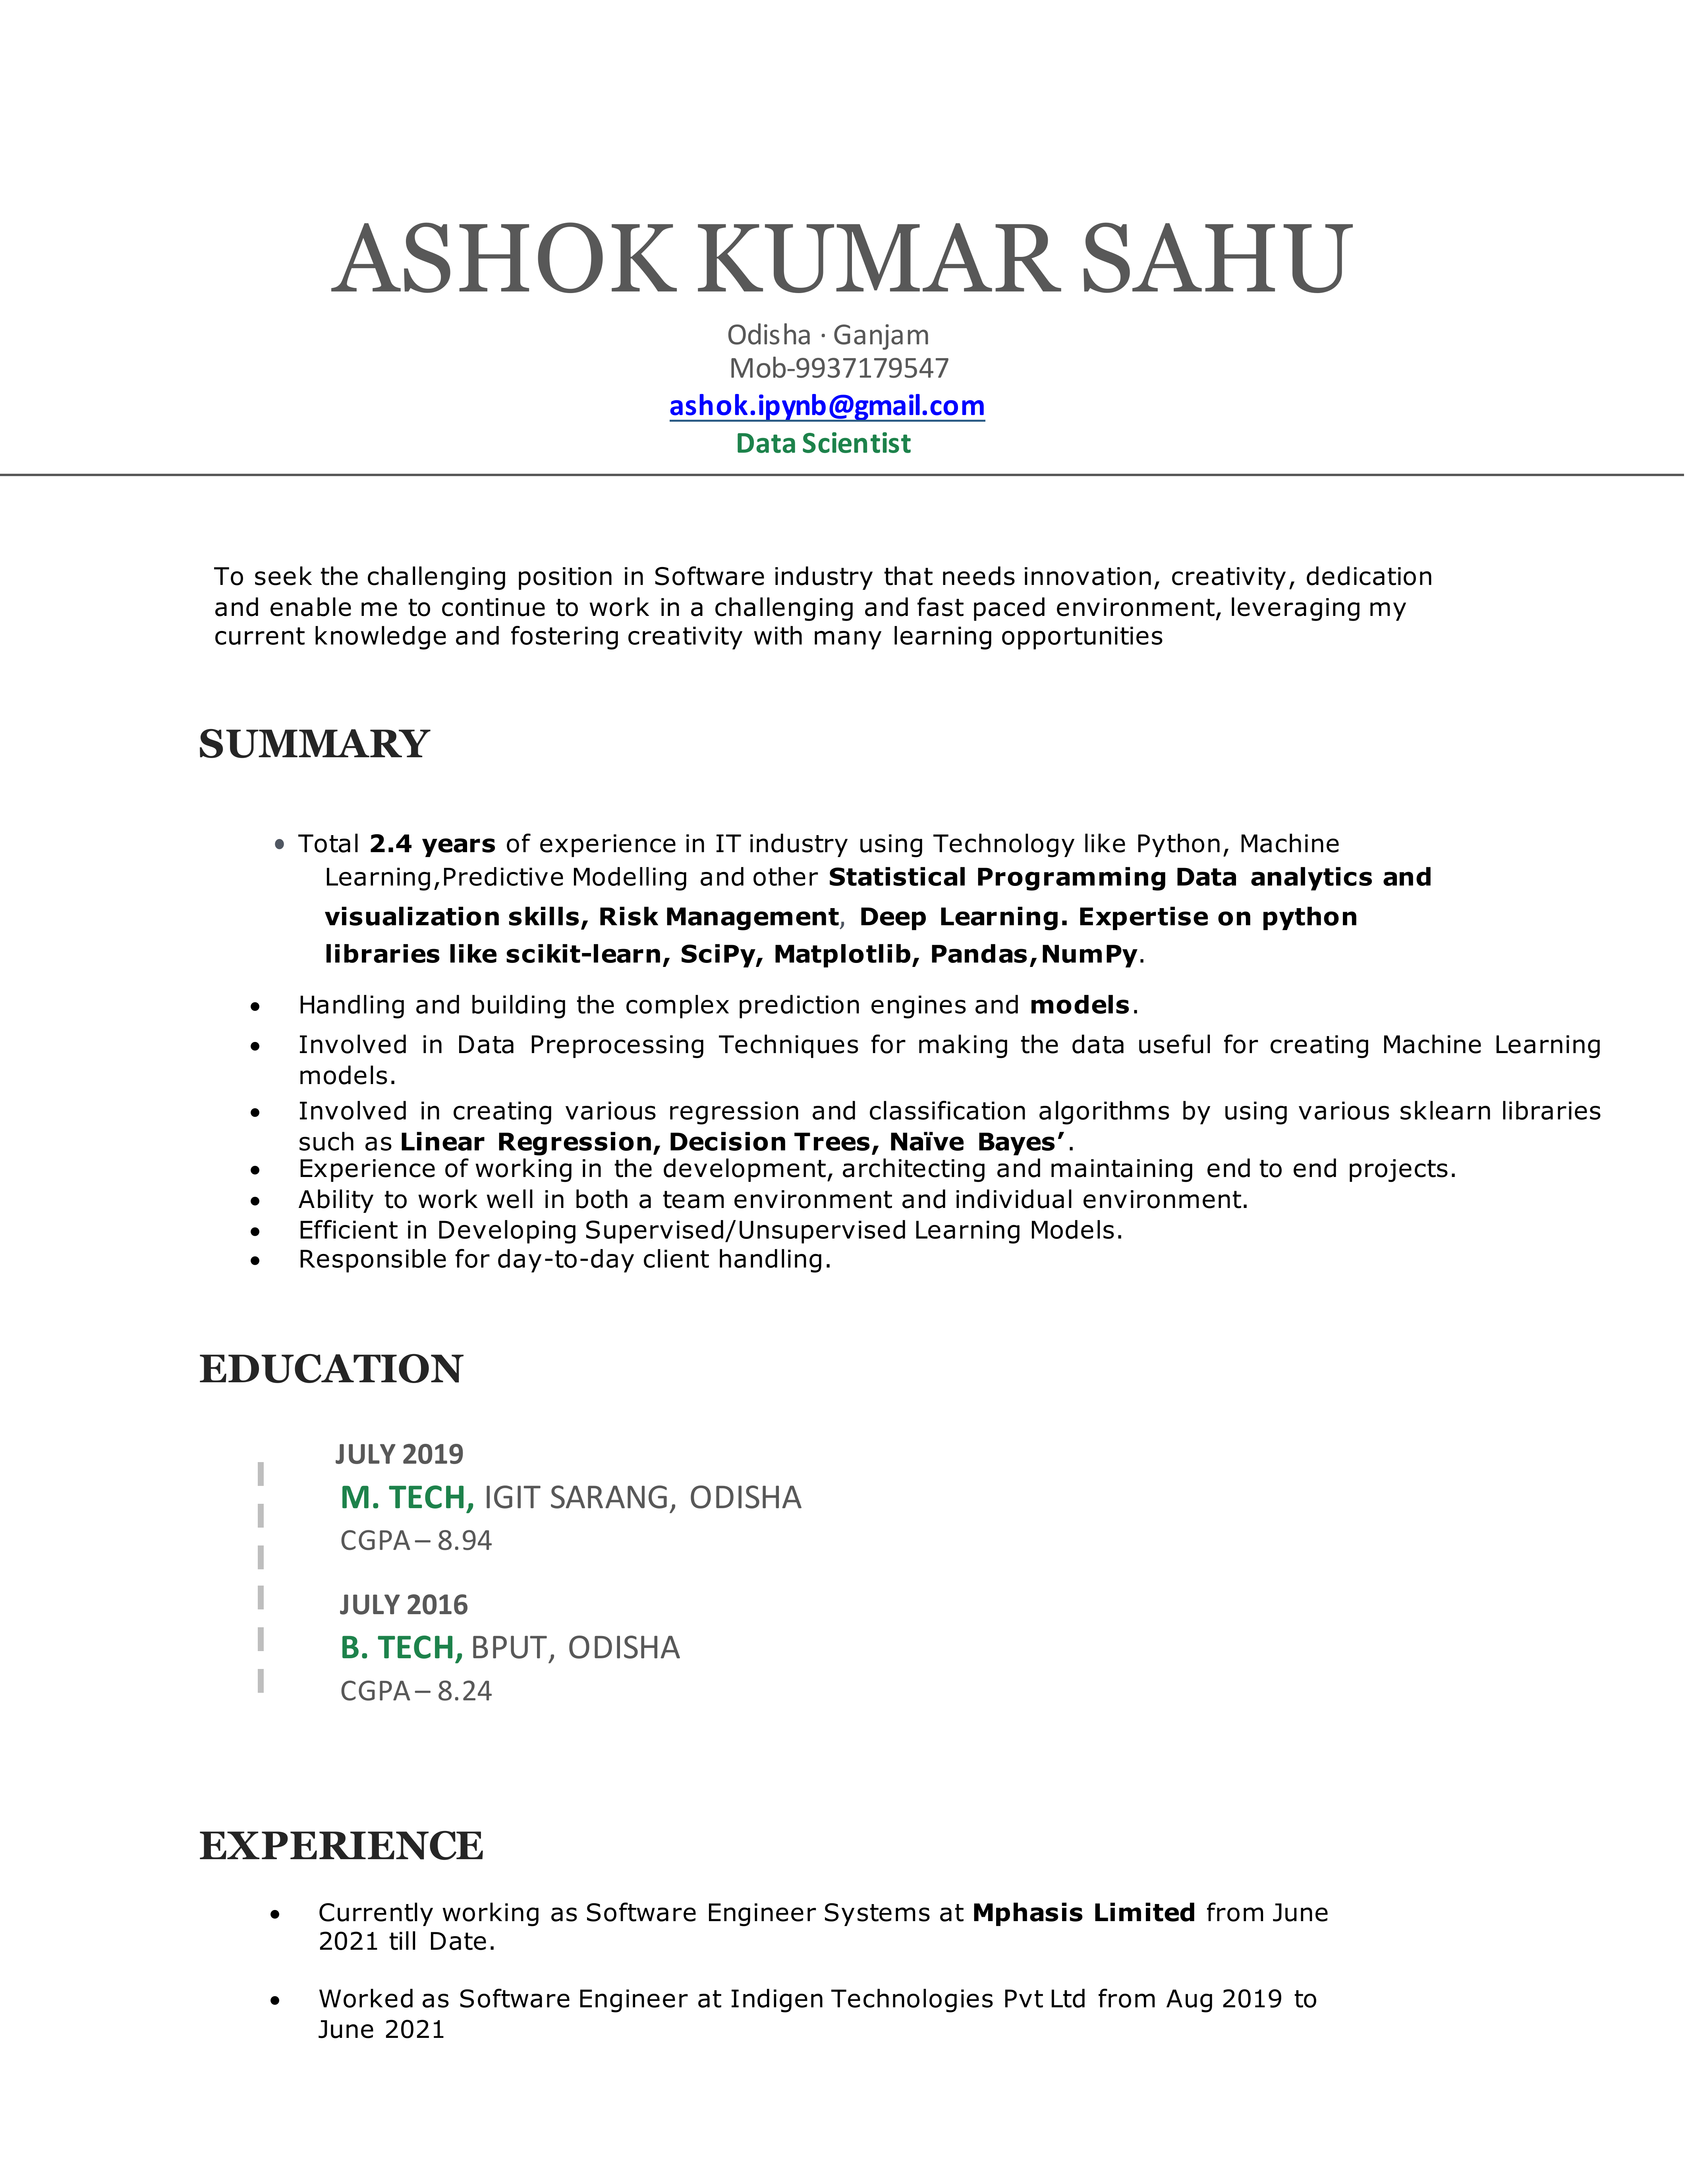 ASHOK KUMAR SAHU
Odisha · Ganjam
Mob-9937179547
ashok.ipynb@gmail.com
Data Scientist
To seek the challenging position in Software industry that needs innovation, creativity, dedication
and enable me to continue to work in a challenging and fast paced environment, leveraging my
current knowledge and fostering creativity with many learning opportunities
SUMMARY
• Total 2.4 years of experience in IT industry using Technology like Python, Machine
Learning,Predictive Modelling and other Statistical Programming Data analytics and
visualization skills, Risk Management, Deep Learning. Expertise on python
libraries like scikit-learn, SciPy, Matplotlib, Pandas,NumPy.
• Handling and building the complex prediction engines and models.
• Involved in Data Preprocessing Techniques for making the data useful for creating Machine Learning
models.
• Involved in creating various regression and classification algorithms by using various sklearn libraries
such as Linear Regression, Decision Trees, Naïve Bayes’.
• Experience of working in the development, architecting and maintaining end to end projects.
• Ability to work well in both a team environment and individual environment.
• Efficient in Developing Supervised/Unsupervised Learning Models.
• Responsible for day-to-day client handling.
EDUCATION
JULY 2019
M. TECH, IGIT SARANG, ODISHA
CGPA – 8.94
JULY 2016
B. TECH, BPUT, ODISHA
CGPA – 8.24
EXPERIENCE
• Currently working as Software Engineer Systems at Mphasis Limited from June
2021 till Date.
• Worked as Software Engineer at Indigen Technologies Pvt Ltd from Aug 2019 to
June 2021